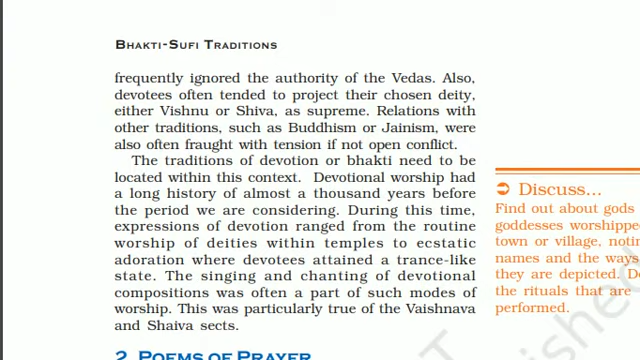 BHAKTI-SUFI TRADITIONS
frequently ignored the authority of the Vedas. Also,
devotees often tended to project their chosen deity,
either Vishnu or Shiva, as supreme. Relations with
other traditions, such as Buddhism or Jainism, were
also often fraught with tension if not open conflict.
The traditions of devotion or bhakti need to be
located within this context. Devotional worship had
a long history of almost a thousand years before
the period we are considering. During this time,
expressions of devotion ranged from the routine
worship of deities within temples to ecstatic
adoration where devotees attained a trance-like
state. The singing and chanting of devotional
compositions was often a part of such modes of
worship. This was particularly true of the Vaishnava
and Shaiva sects.
2. POEMS OF PRAYER
Discuss...
Find out about gods
goddesses worshipped
town or village, notin
names and the ways
they are depicted. De
the rituals that are
performed.